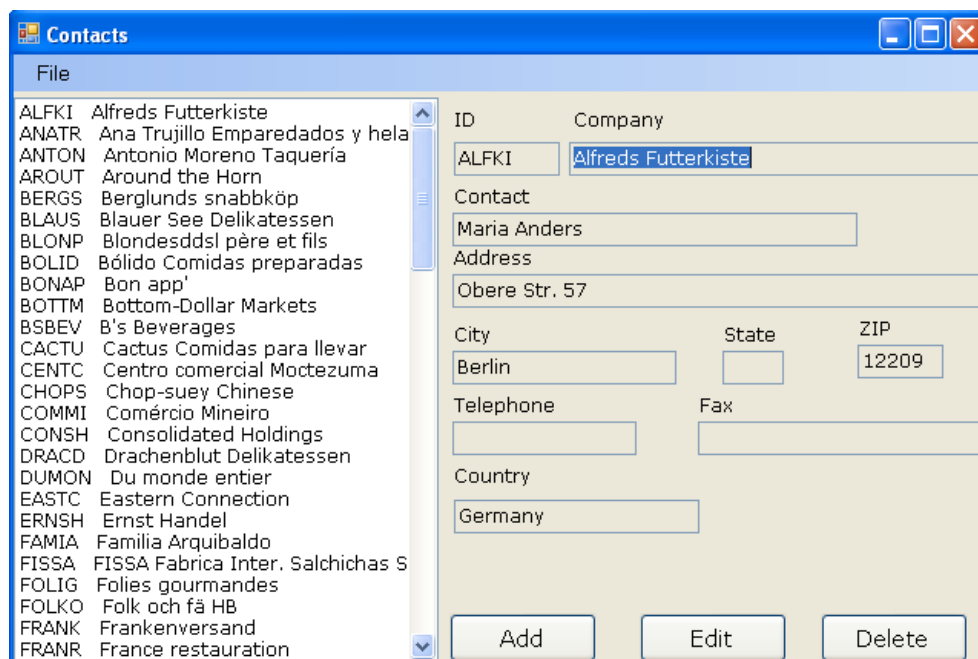 Contacts
File
ALFKI Alfreds Futterkiste
ANATR Ana Trujillo Emparedados y hela
ANTON Antonio Moreno Taquería
AROUT Around the Horn
BERGS Berglunds snabbköp
BLAUS Blauer See Delikatessen
BLONP Blondesddsl père et fils
BOLID Bólido Comidas preparadas
BONAP Bon app'
BOTTM Bottom-Dollar Markets
BSBEV B's Beverages
CACTU Cactus Comidas para llevar
CENTC Centro comercial Moctezuma
CHOPS Chop-suey Chinese
COMMI Comércio Mineiro
CONSH Consolidated Holdings
DRACD Drachenblut Delikatessen
DUMON Du monde entier
EASTC Eastern Connection
ERNSH Ernst Handel
FAMIA Familia Arquibaldo
FISSA FISSA Fabrica Inter. Salchichas S
FOLIG Folies gourmandes
FOLKO Folk och fä HB
FRANK Frankenversand
FRANR France restauration
ID Company
ALFKI Alfreds Futterkiste
Contact
Maria Anders
Address
Obere Str. 57
City State ZIP
Berlin 12209
Telephone Fax
Country
Germany
Add Edit Delete